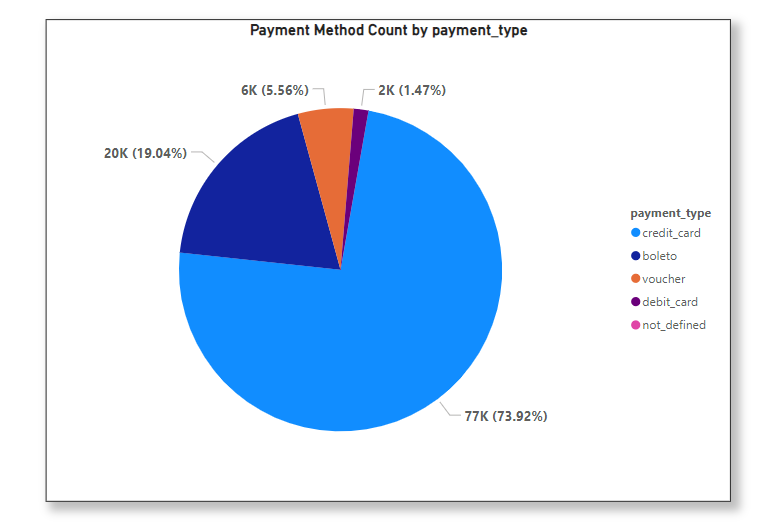 Payment Method Count by payment_type
6K (5.56%)
2K (1.47%)
20K (19.04%)
77K (73.92%)
payment_type
credit_card
boleto
voucher
debit_card
not_defined